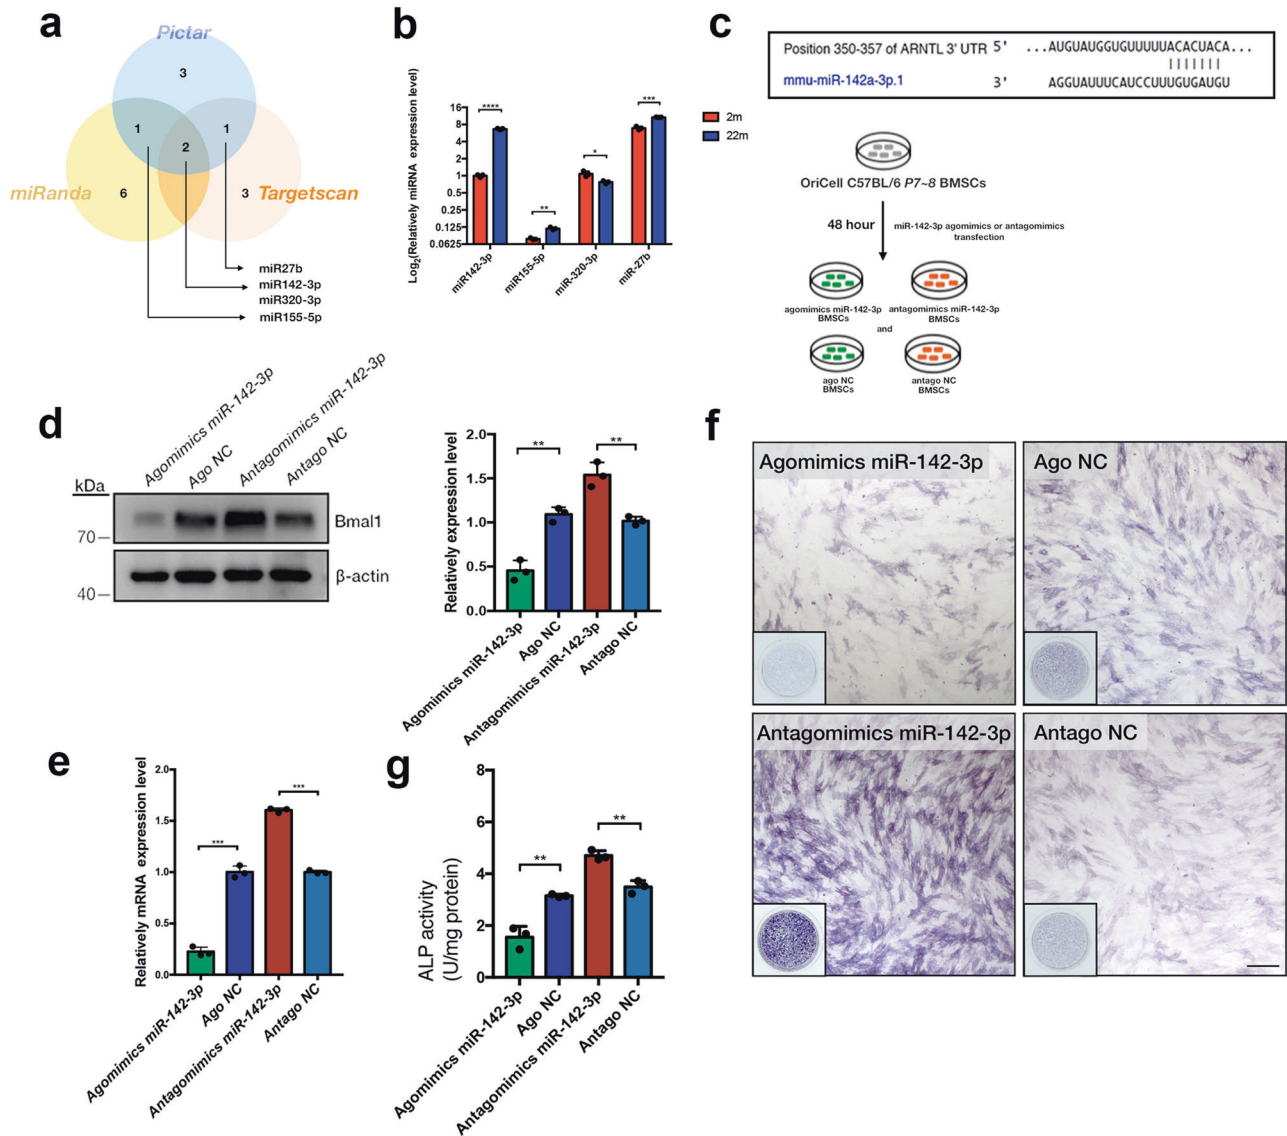 a
Pictar
3
1
1
2
miRanda
6
3
Targetscan
miR27b
miR142-3p
miR320-3p
miR155-5p
b
Log2(Relatively miRNA expression level)
16
8
4
2
1
0.5
0.25
0.125
0.0625
****
**
*
***
miR142-3p
miR155-5p
miR-320-3p
miR-27b
2m
22m
c
Position 350-357 of ARNTL 3' UTR 5' ...AUGUAUGGUGUUUUUACACUACA...
mmu-miR-142a-3p.1 3' AGGUAUUUCAUCCUUUGUGAUGU
OriCell C57BL/6 P7~8 BMSCs
48 hour
miR-142-3p agomimics or antagomimics
transfection
agomimics miR-142-3p
BMSCs
antagomimics miR-142-3p
BMSCs
and
ago NC
BMSCs
antago NC
BMSCs
d
Agomimics miR-142-3p
Ago NC
Antagomimics miR-142-3p
Antago NC
kDa
70
40
Bmal1
β-actin
Relatively expression level
2.0
1.5
1.0
0.5
0.0
**
**
Agomimics miR-142-3p
Ago NC
Antagomimics miR-142-3p
Antago NC
e
Relatively mRNA expression level
2.0
1.5
1.0
0.5
0.0
***
***
Agomimics miR-142-3p
Ago NC
Antagomimics miR-142-3p
Antago NC
g
ALP activity
(U/mg protein)
8
6
4
2
0
**
**
Agomimics miR-142-3p
Ago NC
Antagomimics miR-142-3p
Antago NC
f
Agomimics miR-142-3p
Ago NC
Antagomimics miR-142-3p
Antago NC